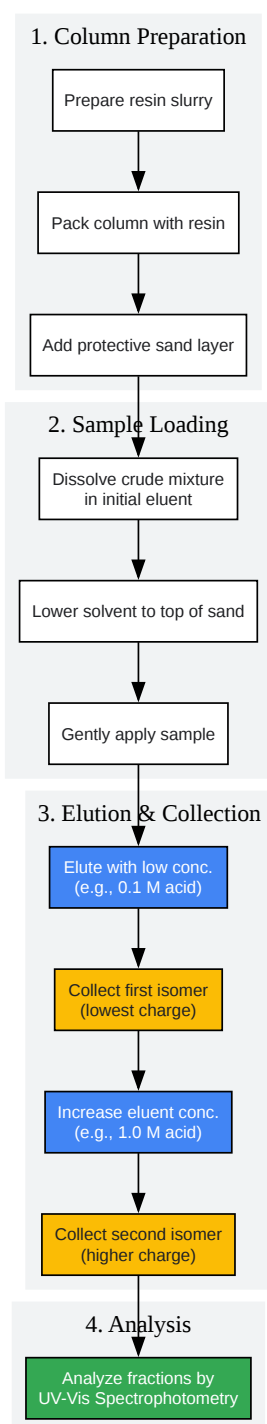 1. Column Preparation
Prepare resin slurry
Pack column with resin
Add protective sand layer
2. Sample Loading
Dissolve crude mixture
in initial eluent
Lower solvent to top of sand
Gently apply sample
3. Elution & Collection
Elute with low conc.
(e.g., 0.1 M acid)
Collect first isomer
(lowest charge)
Increase eluent conc.
(e.g., 1.0 M acid)
Collect second isomer
(higher charge)
4. Analysis
Analyze fractions by
UV-Vis Spectrophotometry